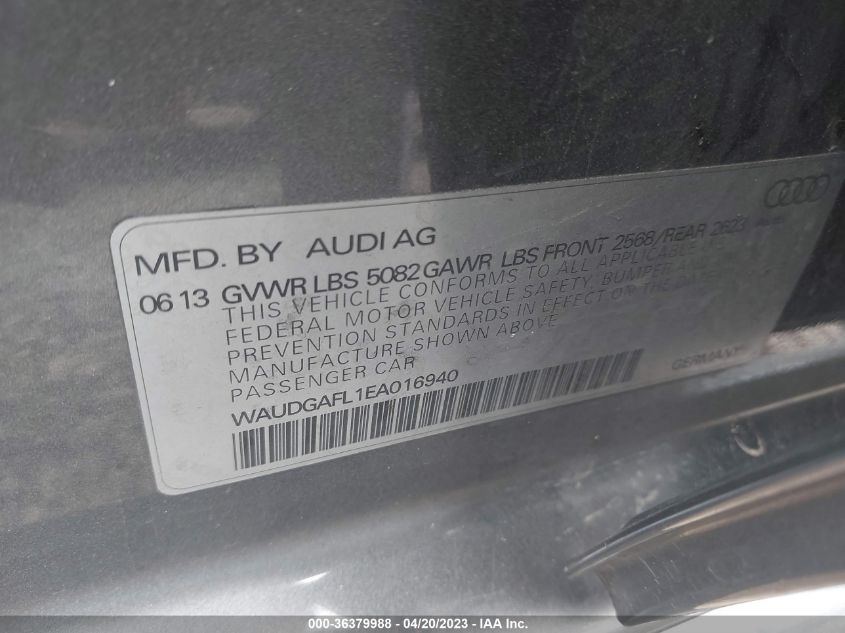 MFD. BY AUDI AG
06 13 GVWR LBS 5082 GAWR LBS FRONT 2568/REAR 2623
THIS VEHICLE CONFORMS TO ALL APPLICABLE
FEDERAL MOTOR VEHICLE SAFETY, BUMPER
PREVENTION STANDARDS IN EFFECT ON THE
MANUFACTURE SHOWN ABOVE
PASSENGER CAR
WAUDGAFL1EA016940
GERMANY
000-36379988 - 04/20/2023 - IAA Inc.